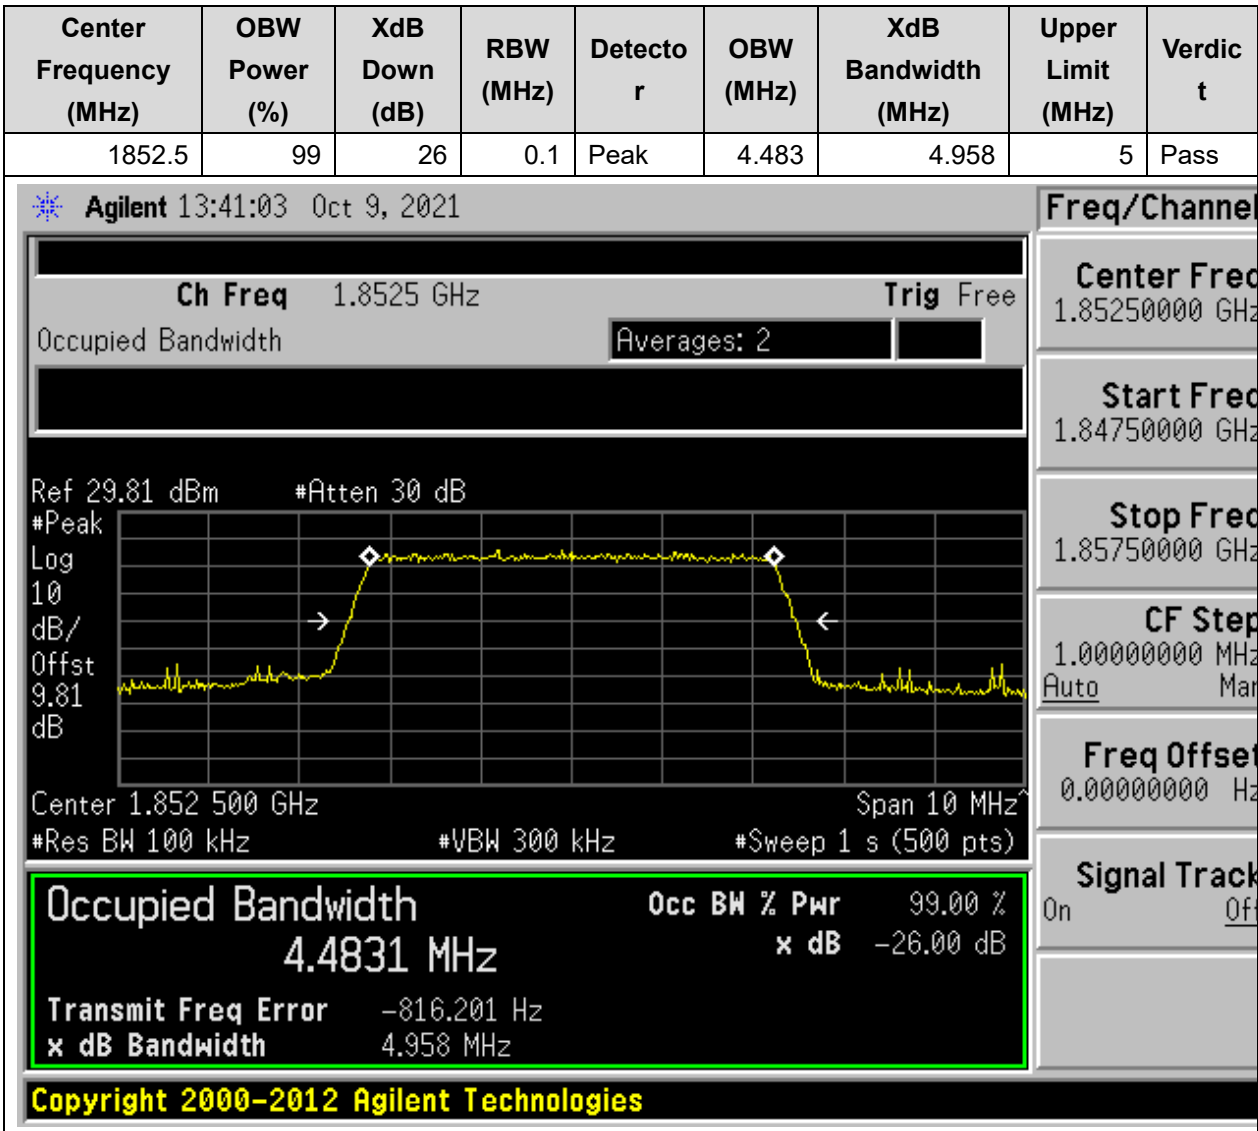 Center Frequency (MHz) OBW Power (%) XdB Down (dB) RBW (MHz) Detector OBW (MHz) XdB Bandwidth (MHz) Upper Limit (MHz) Verdict
1852.5 99 26 0.1 Peak 4.483 4.958 5 Pass
Agilent 13:41:03 Oct 9, 2021
Freq/Channel
Ch Freq 1.8525 GHz Trig Free
Occupied Bandwidth Averages: 2
Center Freq
1.85250000 GHz
Start Freq
1.84750000 GHz
Stop Freq
1.85750000 GHz
CF Step
1.00000000 MHz
Auto Man
Freq Offset
0.00000000 Hz
Signal Track
On Off
Ref 29.81 dBm #Atten 30 dB
#Peak
Log
10
dB/
Offst
9.81
dB
Center 1.852 500 GHz Span 10 MHz^
#Res BW 100 kHz #VBW 300 kHz #Sweep 1 s (500 pts)
Occupied Bandwidth Occ BW % Pwr 99.00 %
4.4831 MHz x dB -26.00 dB
Transmit Freq Error -816.201 Hz
x dB Bandwidth 4.958 MHz
Copyright 2000-2012 Agilent Technologies